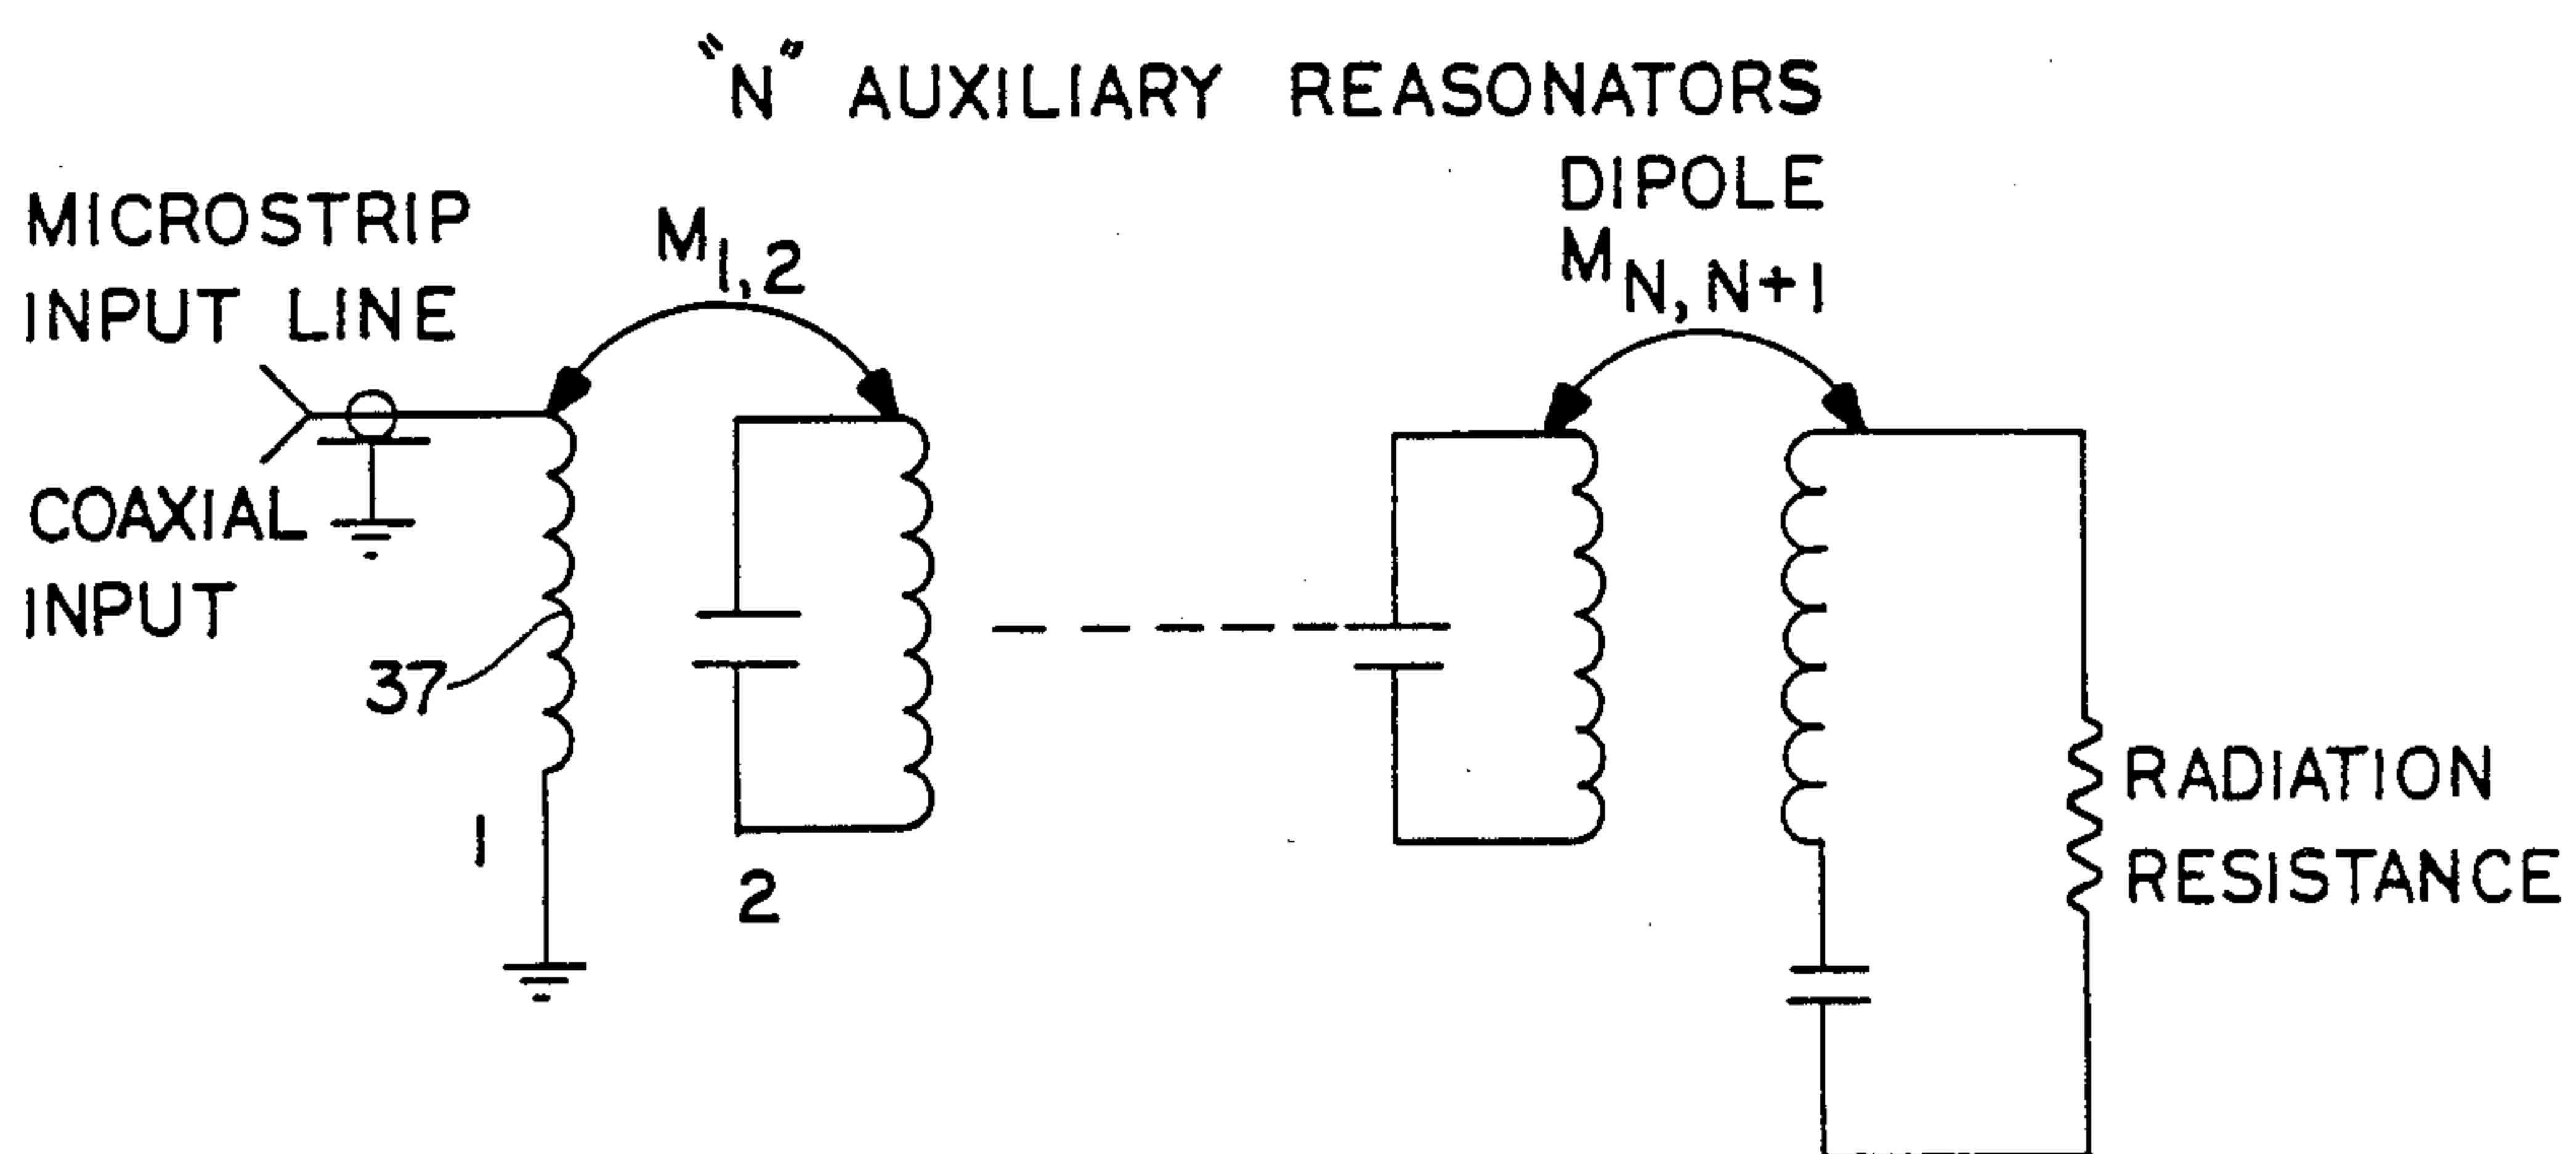 "N" AUXILIARY REASONATORS
DIPOLE
MICROSTRIP
INPUT LINE
M1,2
MN, N+1
COAXIAL
INPUT
37
1
2
RADIATION
RESISTANCE